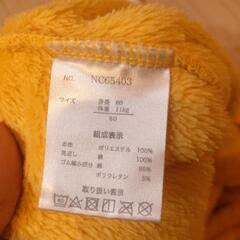 NO. NC65403
サイズ 身長 80
体重 11kg
80
組成表示
本体 ポリエステル 100%
見返し 綿 100%
ゴム編み部分 綿 95%
ポリウレタン 5%
取り扱い表示